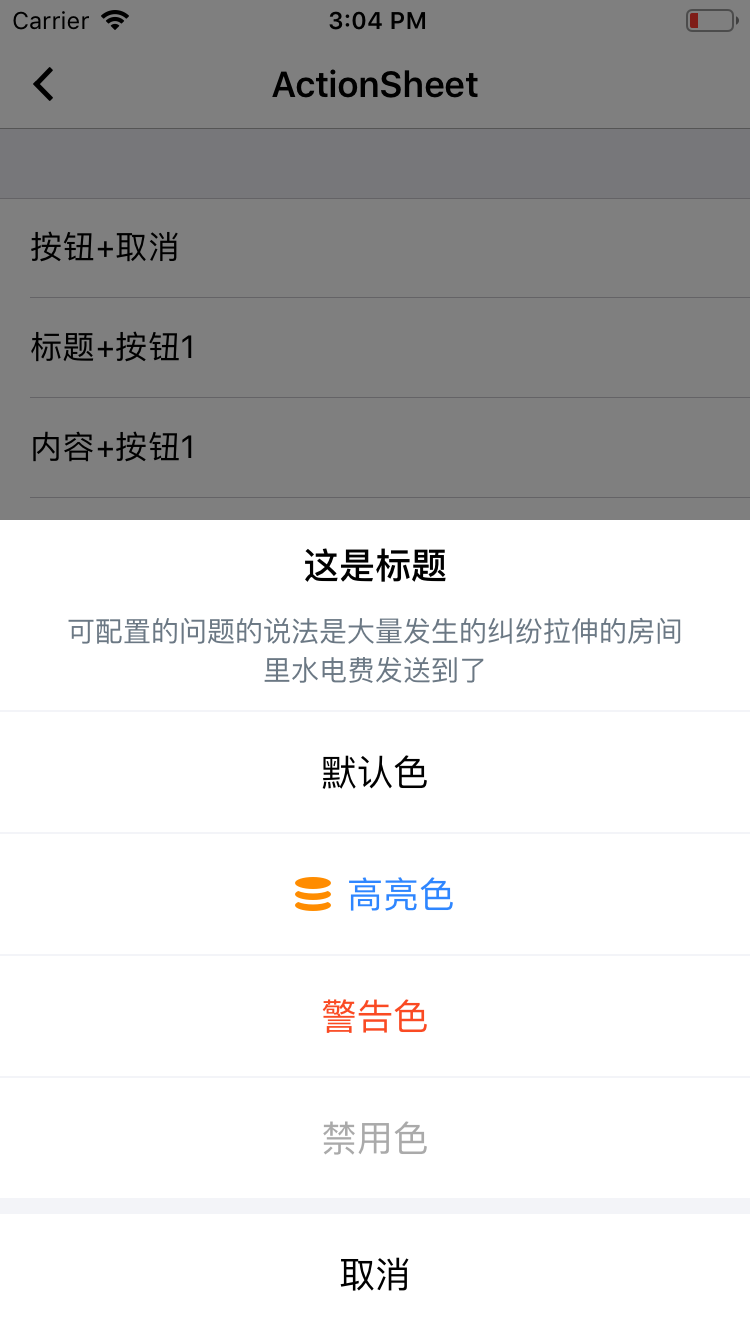 Carrier 3:04 PM
ActionSheet
按钮+取消
标题+按钮1
内容+按钮1
这是标题
可配置的问题的说法是大量发生的纠纷拉伸的房间
里水电费发送到了
默认色
高亮色
警告色
禁用色
取消